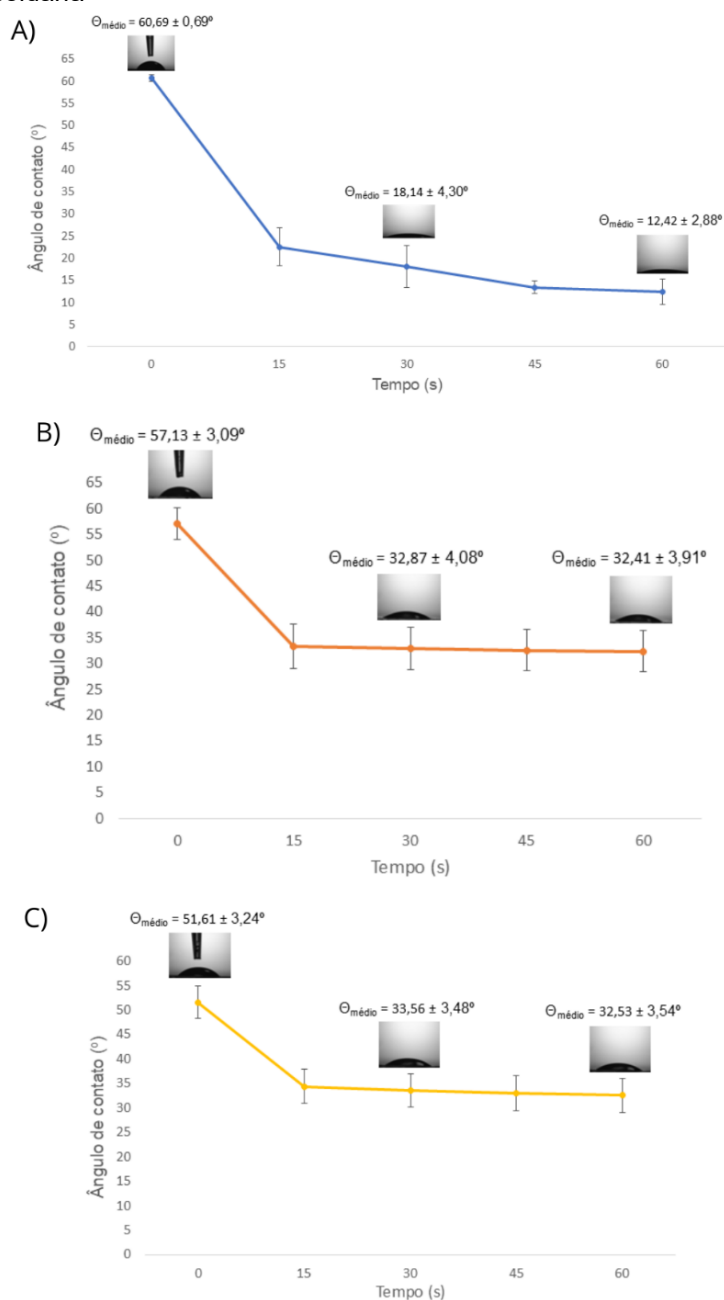 A)
Θmédio = 60,69 ± 0,69º
Θmédio = 18,14 ± 4,30º
Θmédio = 12,42 ± 2,88º
Ângulo de contato (º)
65
60
55
50
45
40
35
30
25
20
15
10
5
0
0 15 30 45 60
Tempo (s)
B)
Θmédio = 57,13 ± 3,09º
Θmédio = 32,87 ± 4,08º
Θmédio = 32,41 ± 3,91º
Ângulo de contato (º)
65
60
55
50
45
40
35
30
25
20
15
10
5
0
0 15 30 45 60
Tempo (s)
C)
Θmédio = 51,61 ± 3,24º
Θmédio = 33,56 ± 3,48º
Θmédio = 32,53 ± 3,54º
Ângulo de contato (º)
60
55
50
45
40
35
30
25
20
15
10
5
0
0 15 30 45 60
Tempo (s)